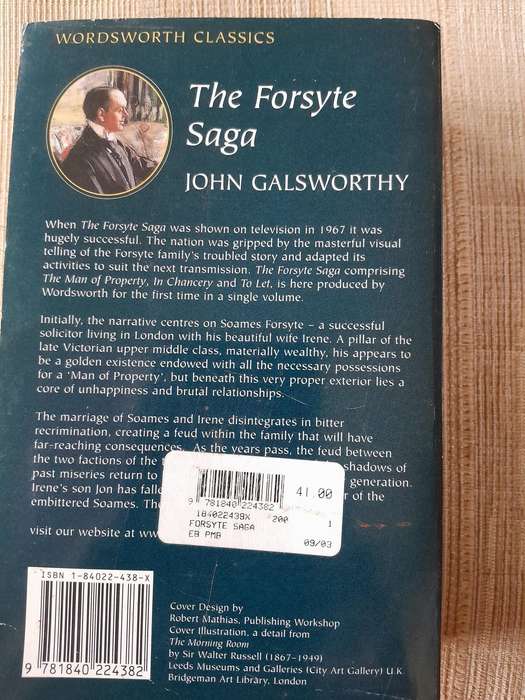 WORDSWORTH CLASSICS
The Forsyte
Saga
JOHN GALSWORTHY
When The Forsyte Saga was shown on television in 1967 it was
hugely successful. The nation was gripped by the masterful visual
telling of the Forsyte family's troubled story and adapted its
activities to suit the next transmission. The Forsyte Saga comprising
The Man of Property, In Chancery and To Let, is here produced by
Wordsworth for the first time in a single volume.
Initially, the narrative centres on Soames Forsyte – a successful
solicitor living in London with his beautiful wife Irene. A pillar of the
late Victorian upper middle class, materially wealthy, his appears to
be a golden existence endowed with all the necessary possessions
for a 'Man of Property', but beneath this very proper exterior lies a
core of unhappiness and brutal relationships.
The marriage of Soames and Irene disintegrates in bitter
recrimination, creating a feud within the family that will have
far-reaching consequences. As the years pass, the feud between
the two factions of the shadows of
past miseries return to generation.
Irene's son Jon has falle r of the
embittered Soames. The
41.00
9 781840 224382
184022438X 200 1
FORSYTE SAGA
EB PMB 09/03
visit our website at ww
ISBN 1-84022-438-X
9 781840 224382
Cover Design by
Robert Mathias, Publishing Workshop
Cover Illustration, a detail from
The Morning Room
by Sir Walter Russell (1867–1949)
Leeds Museums and Galleries (City Art Gallery) U.K
Bridgeman Art Library, London